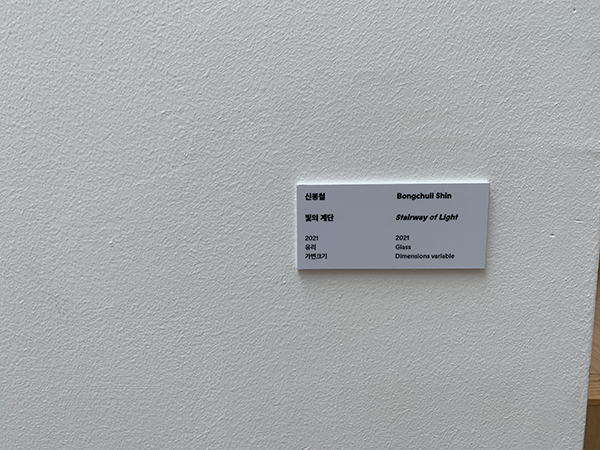 신봉철
빛의 계단
2021
유리
가변크기
Bongchull Shin
Stairway of Light
2021
Glass
Dimensions variable